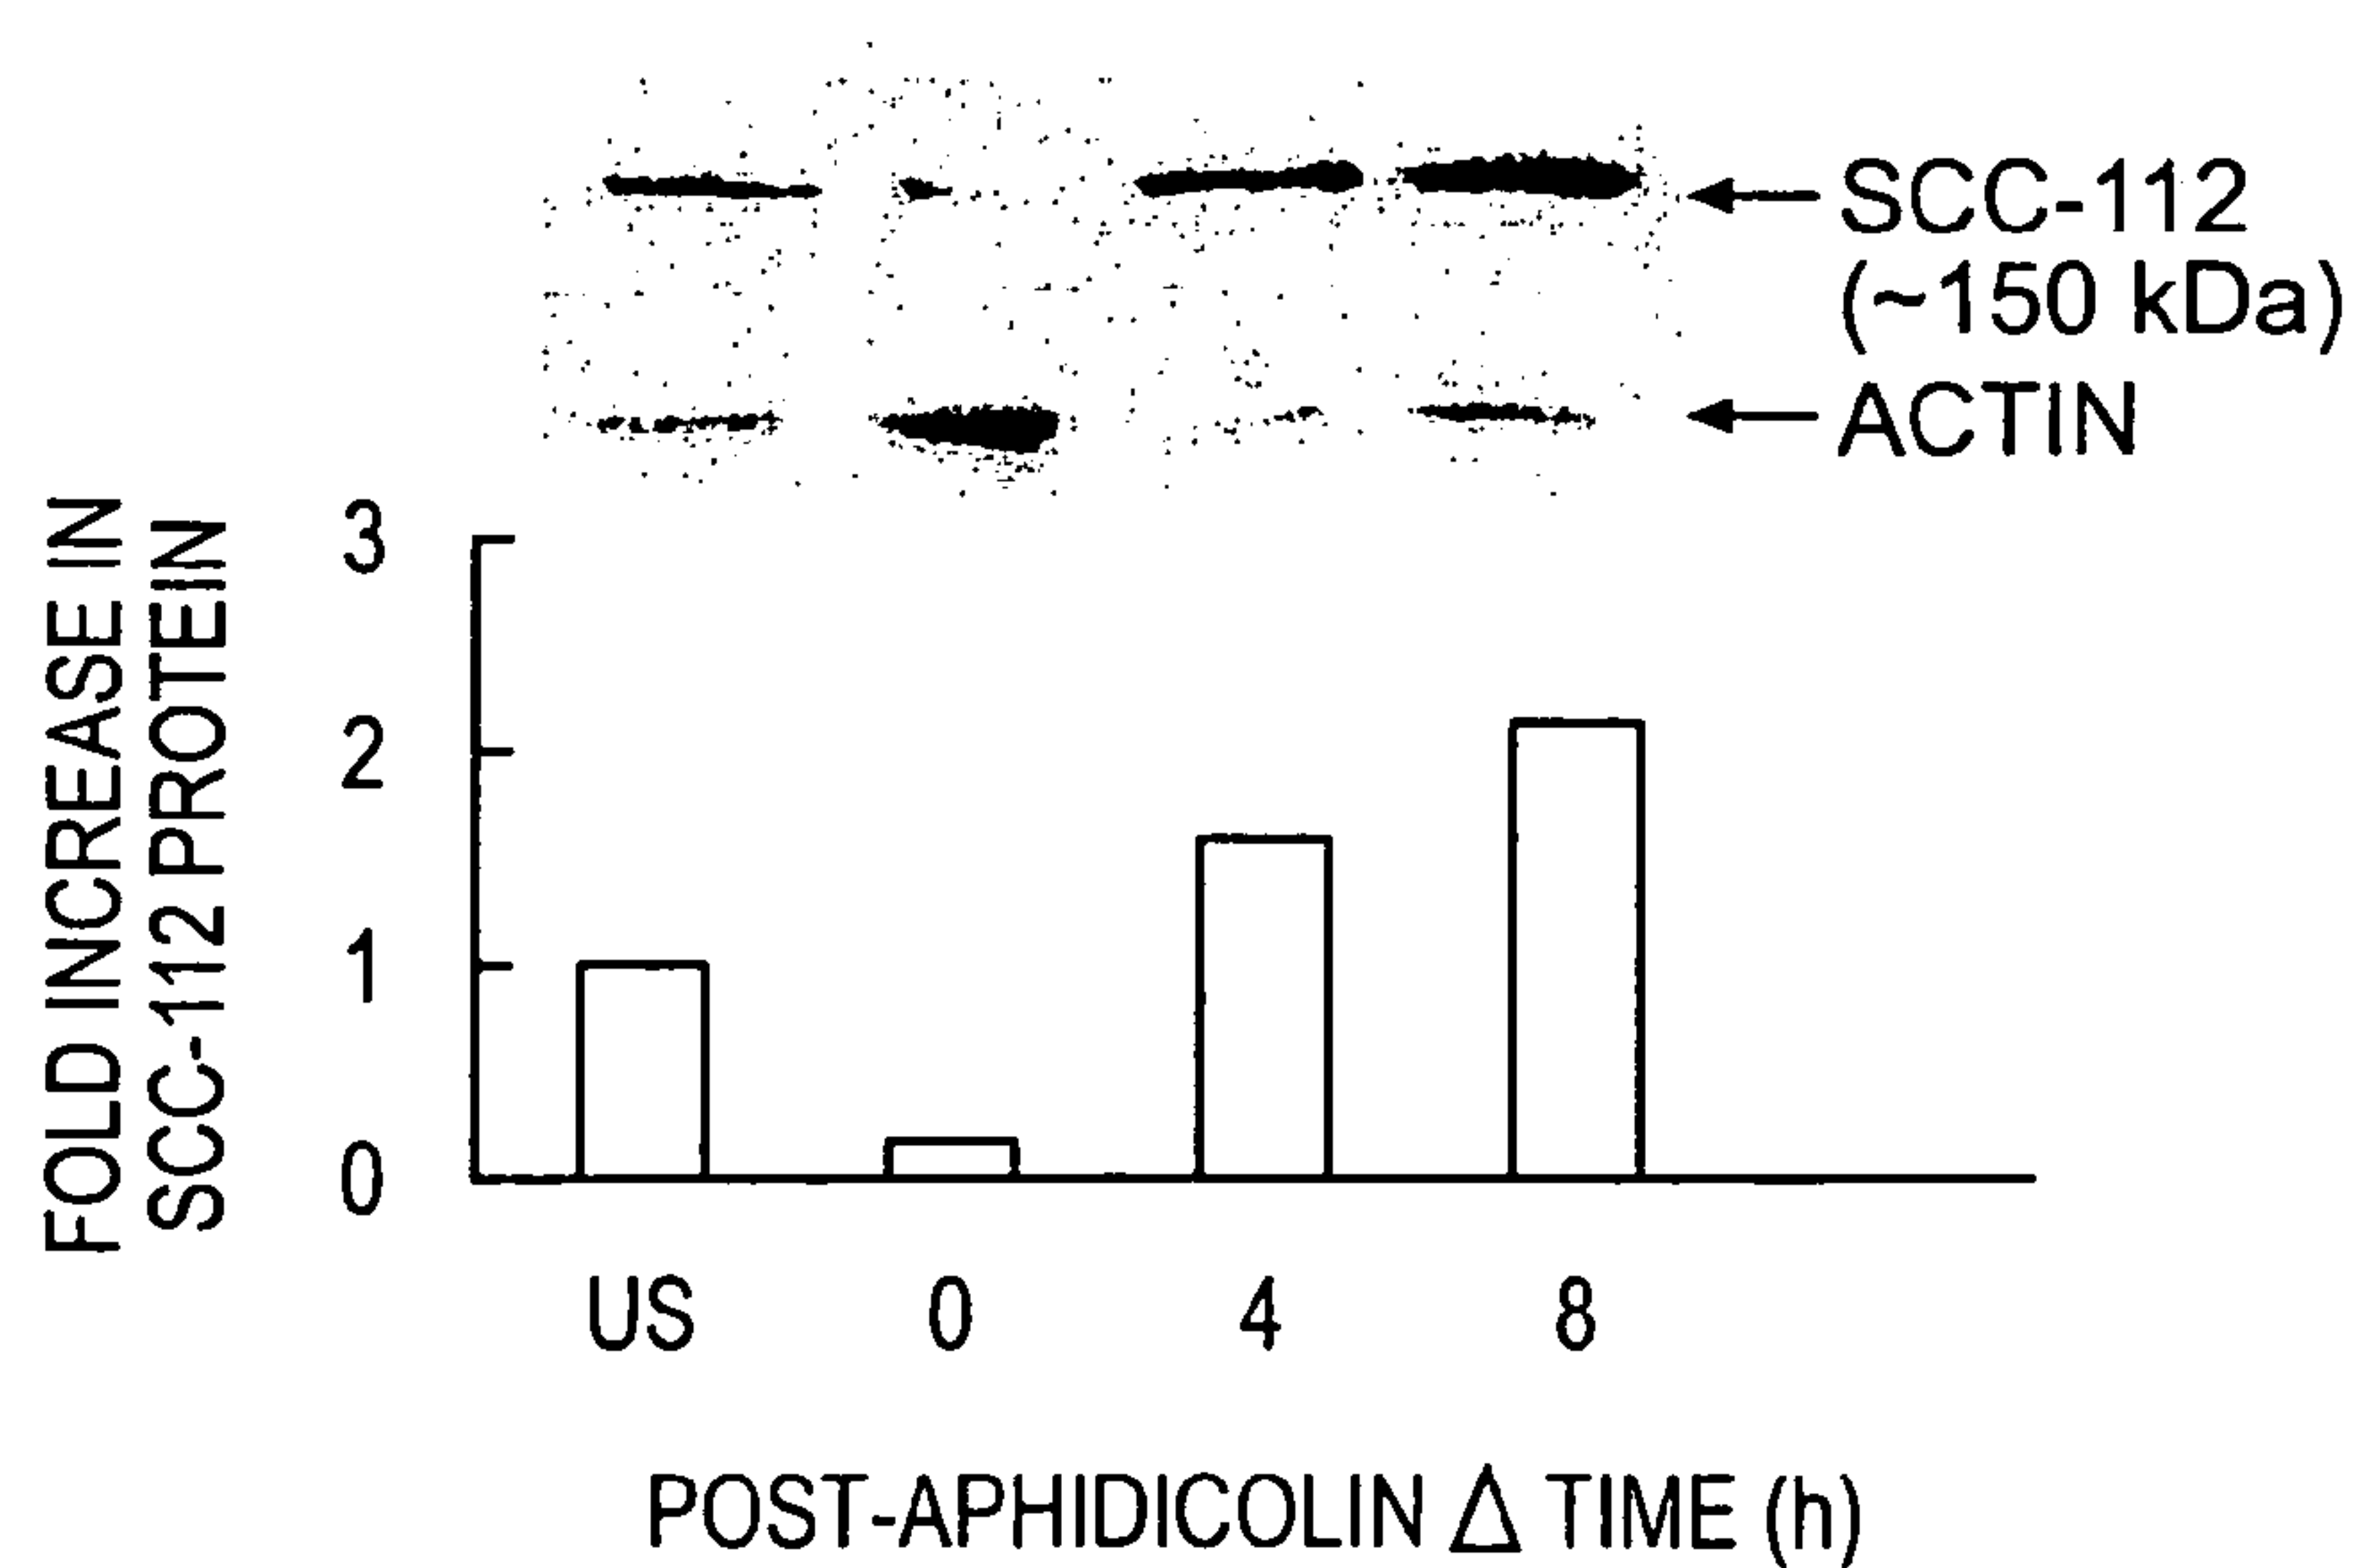 SCC-112
(~150 kDa)
ACTIN
FOLD INCREASE IN
SCC-112 PROTEIN
3
2
1
0
US 0 4 8
POST-APHIDICOLIN Δ TIME (h)